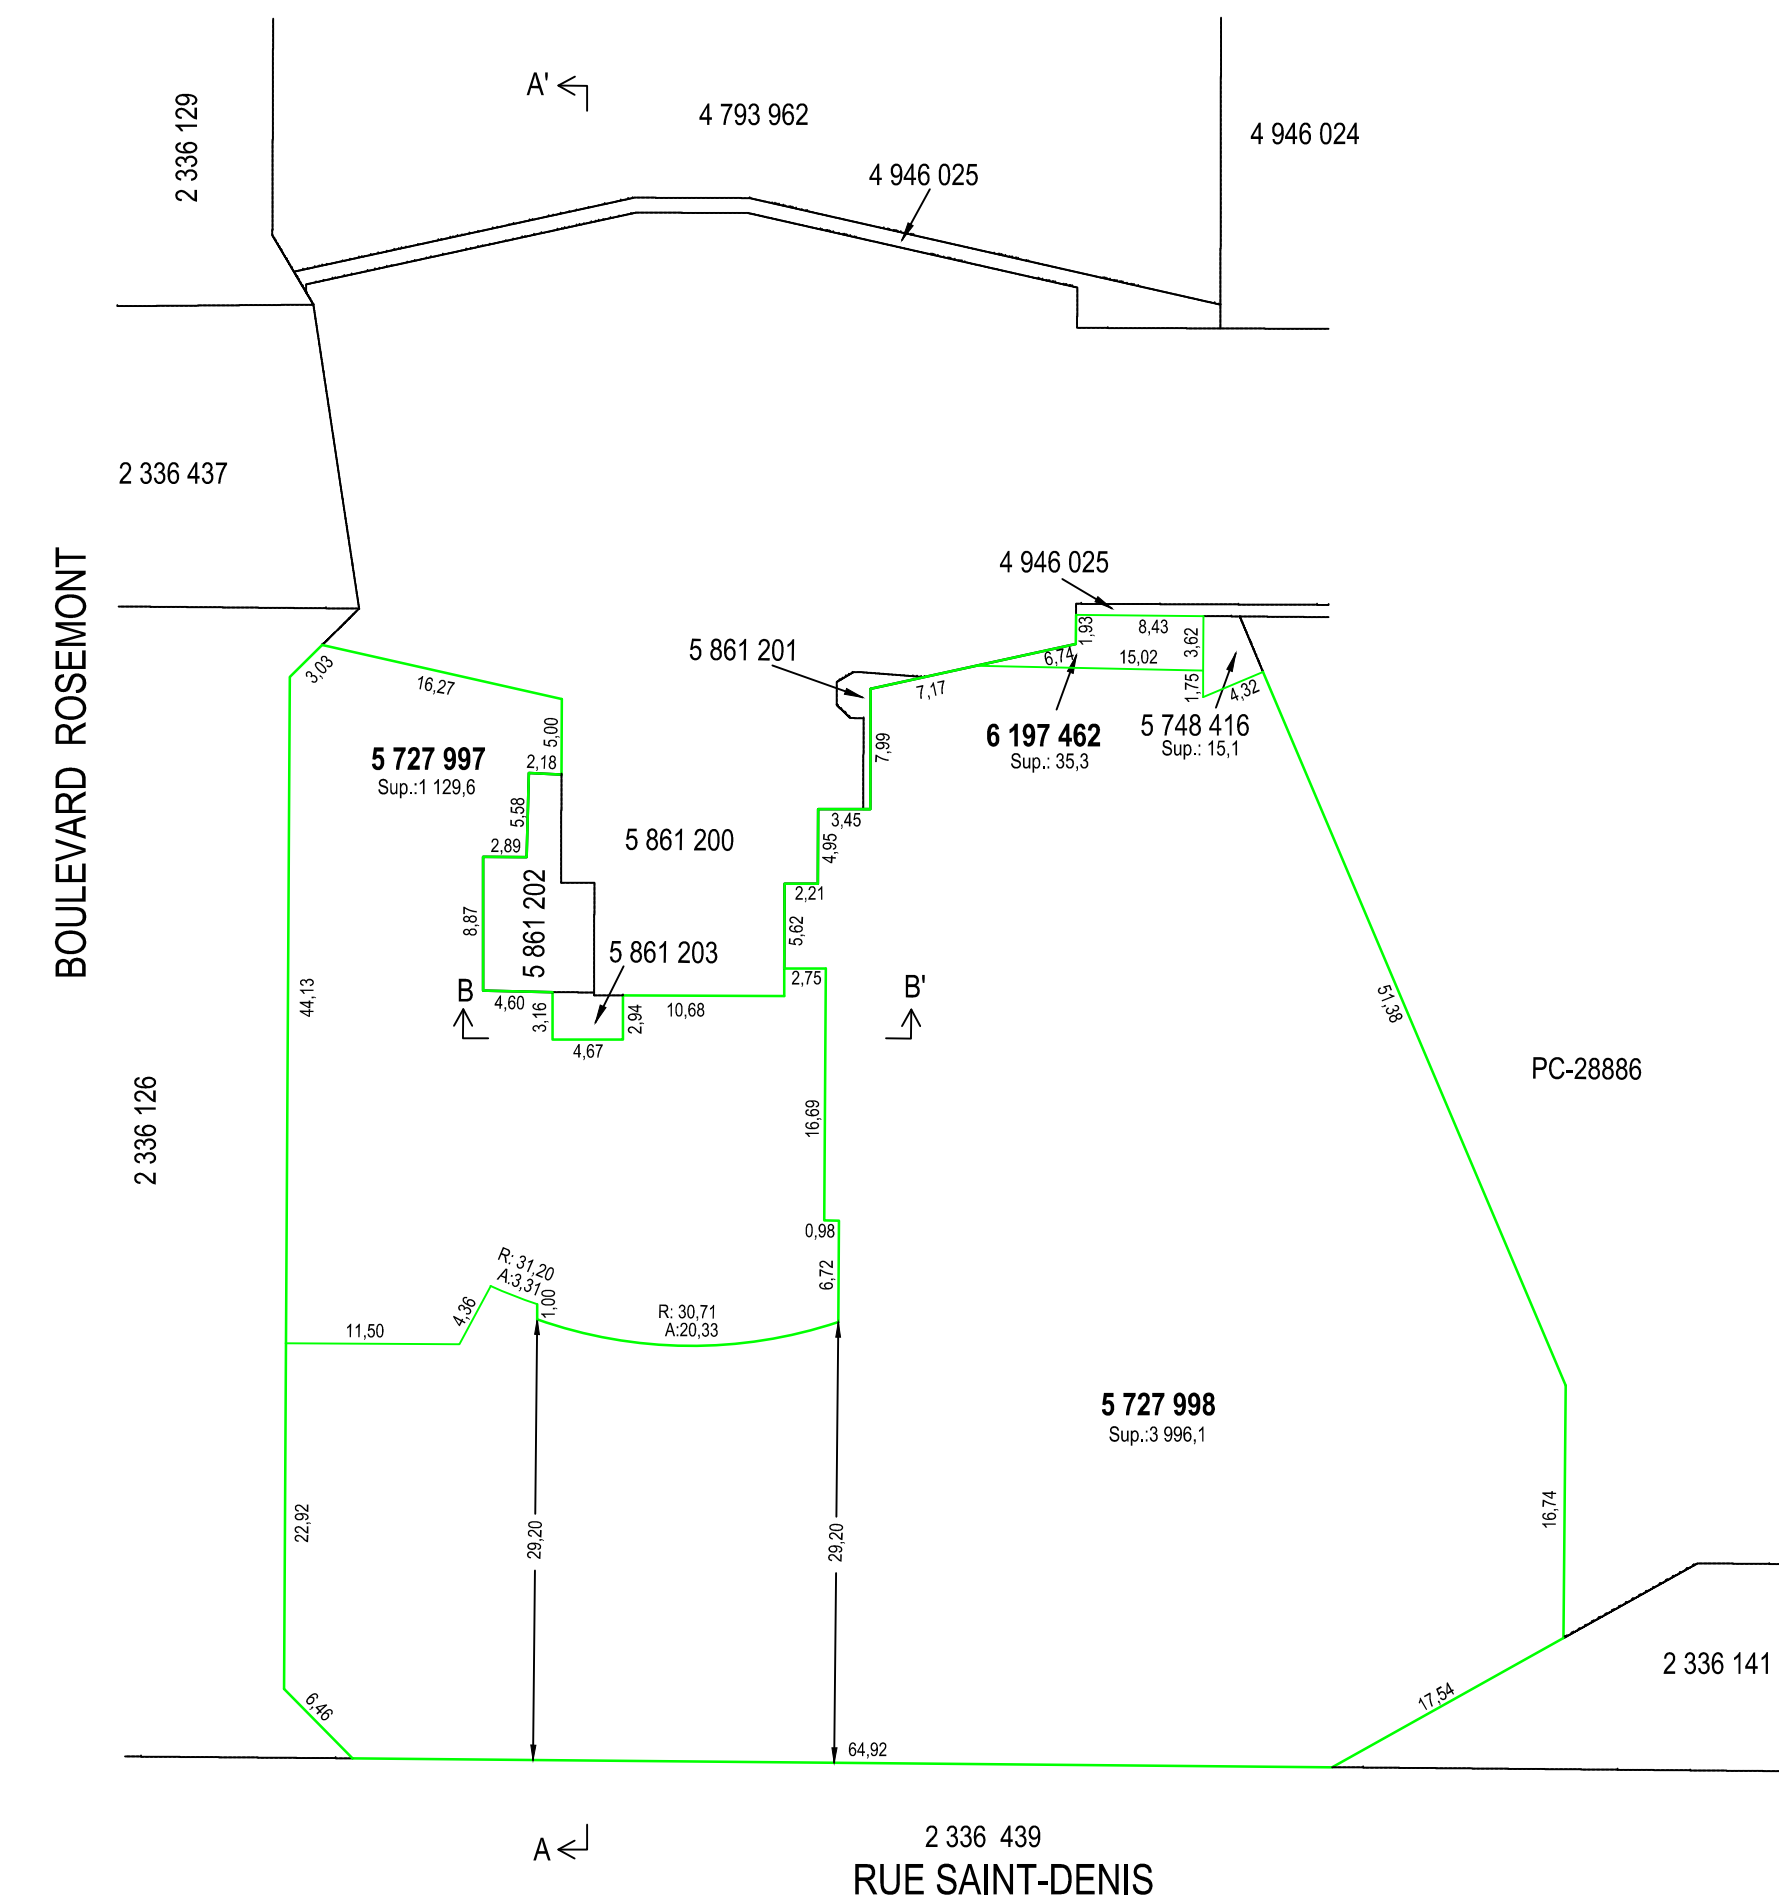 A'
4 793 962
4 946 024
2 336 129
4 946 025
2 336 437
BOULEVARD ROSEMONT
4 946 025
5 861 201
1,93
8,43
3,62
6,74
15,02
7,17
1,75
4,32
3,03
16,27
6 197 462
Sup.: 35,3
5 748 416
Sup.: 15,1
5 727 997
Sup.:1 129,6
5,00
2,18
7,99
5,58
3,45
5 861 200
4,95
2,89
2,21
5 861 202
8,87
5,62
5 861 203
2,75
B
B'
4,60
3,16
2,94
10,68
4,67
44,13
51,38
PC-28886
2 336 126
16,69
0,98
6,72
R: 31,20
A:3,31
1,00
4,36
R: 30,71
A:20,33
11,50
5 727 998
Sup.:3 996,1
22,92
29,20
29,20
16,74
2 336 141
6,46
17,54
64,92
A
2 336 439
RUE SAINT-DENIS